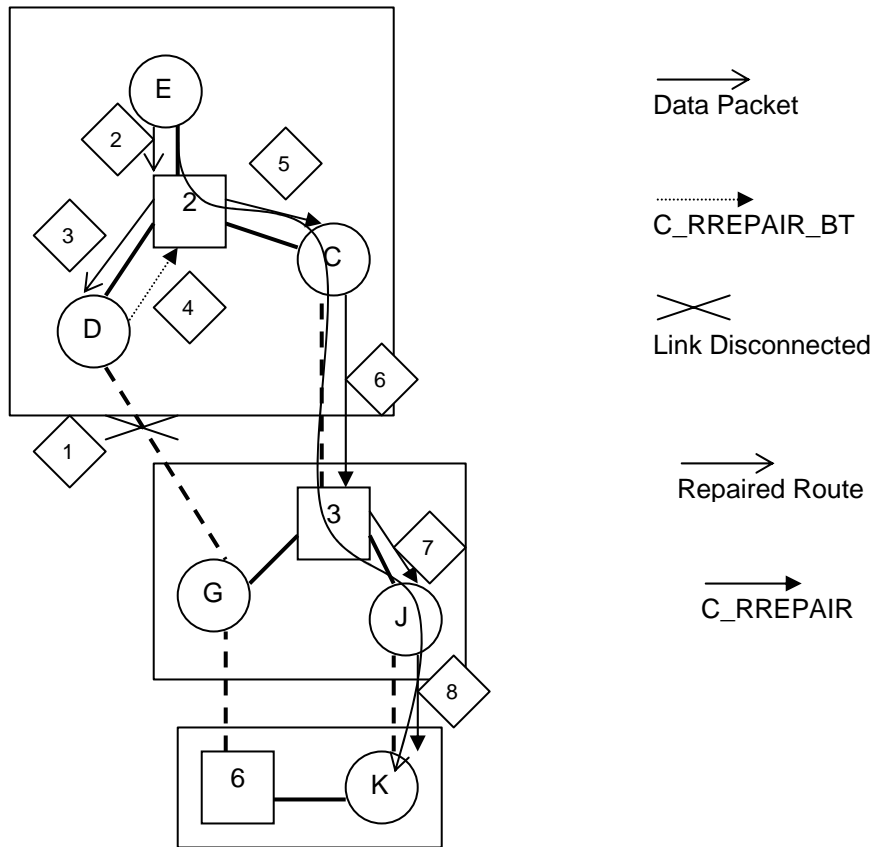 E
2
5
2
3
C
4
D
6
1
3
7
G
J
8
6
K
Data Packet
C_RREPAIR_BT
Link Disconnected
Repaired Route
C_RREPAIR